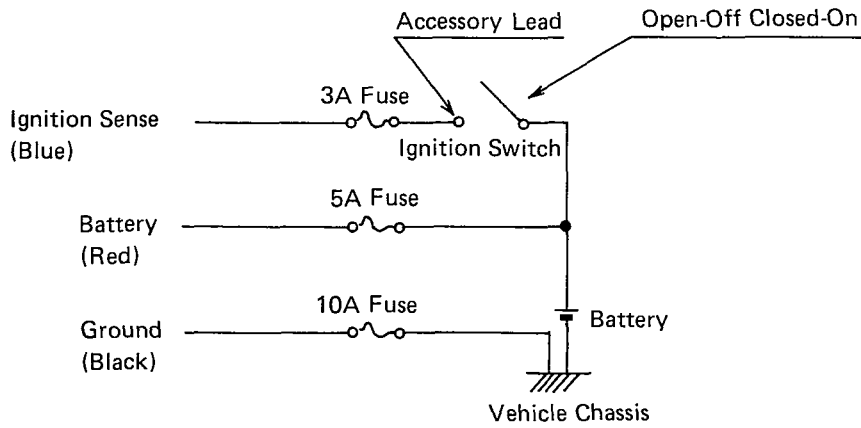 Accessory Lead
Open-Off Closed-On
3A Fuse
Ignition Sense
(Blue)
Ignition Switch
5A Fuse
Battery
(Red)
10A Fuse
Battery
Ground
(Black)
Vehicle Chassis